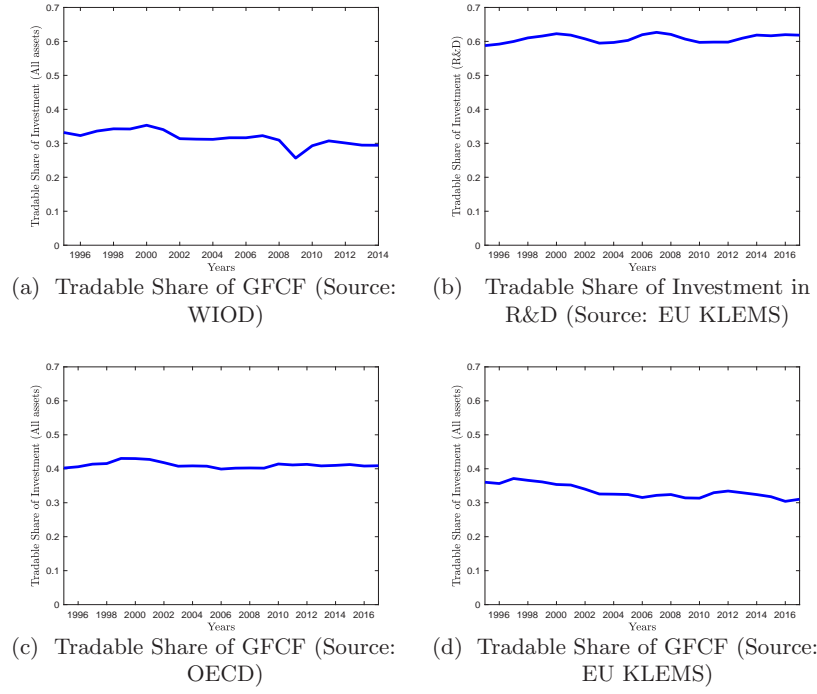 Tradable Share of Investment (All assets)
0.7
0.6
0.5
0.4
0.3
0.2
0.1
0
1996 1998 2000 2002 2004 2006 2008 2010 2012 2014
Years
(a) Tradable Share of GFCF (Source:
WIOD)
Tradable Share of Investment (R&D)
0.7
0.6
0.5
0.4
0.3
0.2
0.1
0
1996 1998 2000 2002 2004 2006 2008 2010 2012 2014 2016
Years
(b) Tradable Share of Investment in
R&D (Source: EU KLEMS)
Tradable Share of Investment (All assets)
0.7
0.6
0.5
0.4
0.3
0.2
0.1
0
1996 1998 2000 2002 2004 2006 2008 2010 2012 2014 2016
Years
(c) Tradable Share of GFCF (Source:
OECD)
Tradable Share of Investment (All assets)
0.7
0.6
0.5
0.4
0.3
0.2
0.1
0
1996 1998 2000 2002 2004 2006 2008 2010 2012 2014 2016
Years
(d) Tradable Share of GFCF (Source:
EU KLEMS)